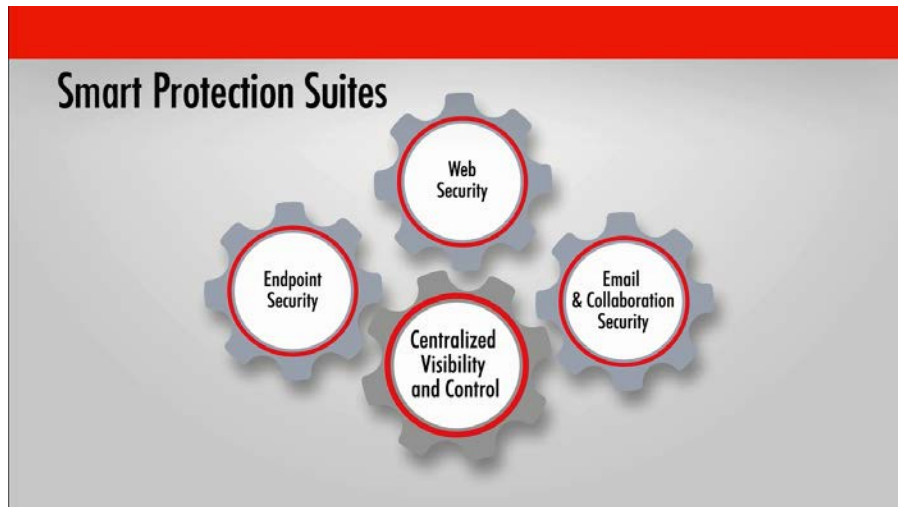 Smart Protection Suites
Web
Security
Endpoint
Security
Email
& Collaboration
Security
Centralized
Visibility
and Control